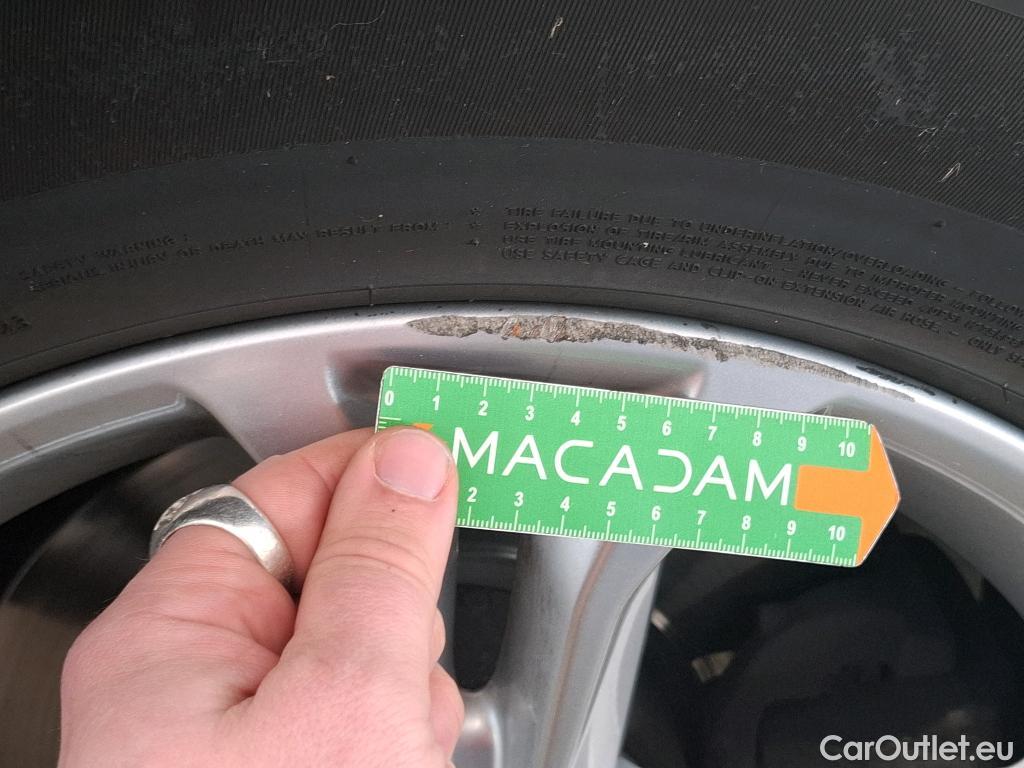 SAFETY WARNING :
SERIOUS INJURY OR DEATH MAY RESULT FROM :
* TIRE FAILURE DUE TO UNDERINFLATION/OVERLOADING - FOLLOW
* EXPLOSION OF TIRE/RIM ASSEMBLY DUE TO IMPROPER MOUNTING
USE TIRE MOUNTING LUBRICANT. - NEVER EXCEED
USE SAFETY CAGE AND CLIP-ON EXTENSION AIR HOSE. - ONLY
0 1 2 3 4 5 6 7 8 9 10
MACADAM
2 3 4 5 6 7 8 9 10
CarOutlet.eu